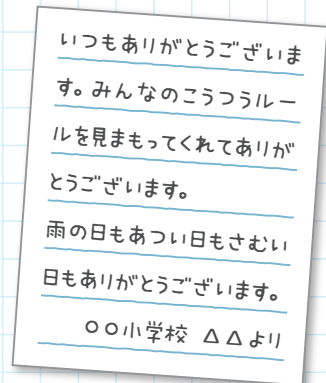 いつもありがとうございま
す。みんなのこうつうルー
ルを見まもってくれてありが
とうございます。
雨の日もあつい日もさむい
日もありがとうございます。
○○小学校 △△より